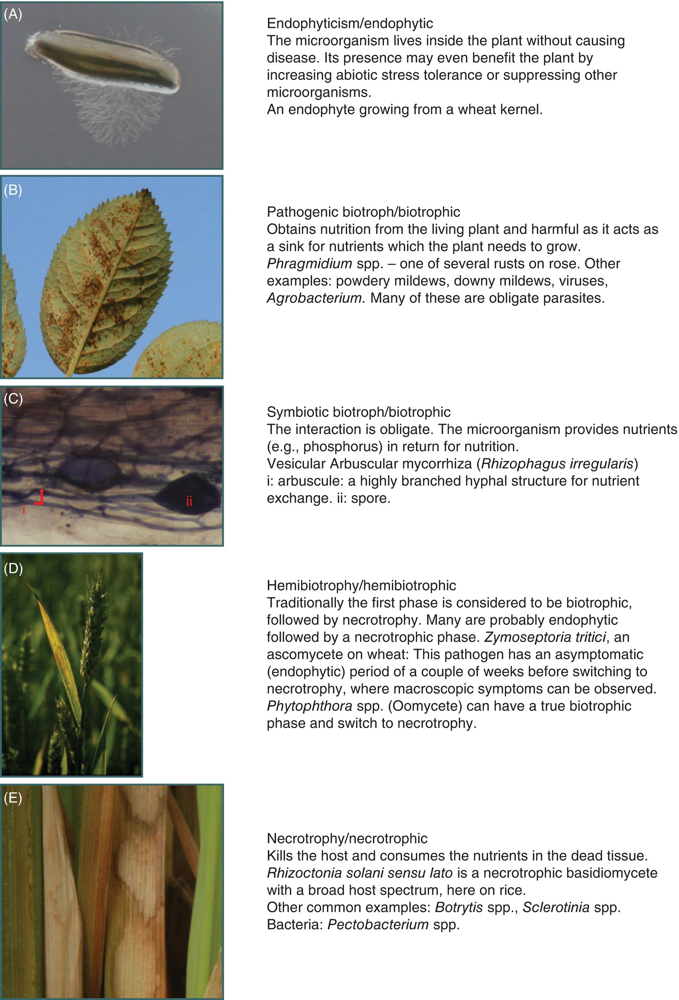 (A)
Endophyticism/endophytic
The microorganism lives inside the plant without causing
disease. Its presence may even benefit the plant by
increasing abiotic stress tolerance or suppressing other
microorganisms.
An endophyte growing from a wheat kernel.
(B)
Pathogenic biotroph/biotrophic
Obtains nutrition from the living plant and harmful as it acts as
a sink for nutrients which the plant needs to grow.
Phragmidium spp. – one of several rusts on rose. Other
examples: powdery mildews, downy mildews, viruses,
Agrobacterium. Many of these are obligate parasites.
(C)
i
ii
Symbiotic biotroph/biotrophic
The interaction is obligate. The microorganism provides nutrients
(e.g., phosphorus) in return for nutrition.
Vesicular Arbuscular mycorrhiza (Rhizophagus irregularis)
i: arbuscule: a highly branched hyphal structure for nutrient
exchange. ii: spore.
(D)
Hemibiotrophy/hemibiotrophic
Traditionally the first phase is considered to be biotrophic,
followed by necrotrophy. Many are probably endophytic
followed by a necrotrophic phase. Zymoseptoria tritici, an
ascomycete on wheat: This pathogen has an asymptomatic
(endophytic) period of a couple of weeks before switching to
necrotrophy, where macroscopic symptoms can be observed.
Phytophthora spp. (Oomycete) can have a true biotrophic
phase and switch to necrotrophy.
(E)
Necrotrophy/necrotrophic
Kills the host and consumes the nutrients in the dead tissue.
Rhizoctonia solani sensu lato is a necrotrophic basidiomycete
with a broad host spectrum, here on rice.
Other common examples: Botrytis spp., Sclerotinia spp.
Bacteria: Pectobacterium spp.